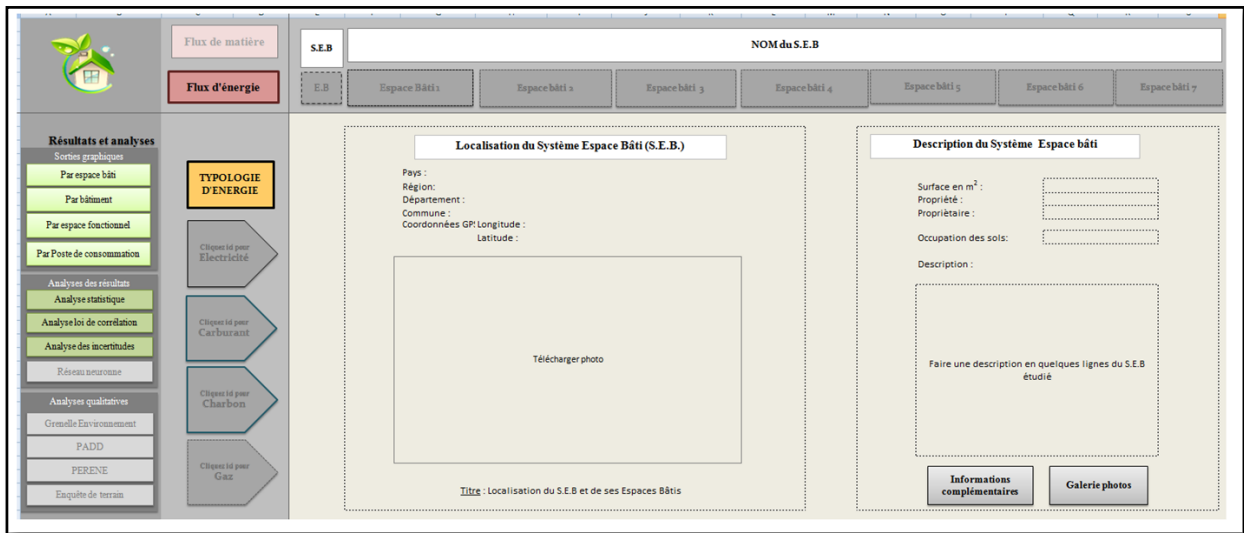 Flux de matière
Flux d'énergie
S.E.B
NOM du S.E.B
E.B
Espace Bâti1
Espace bâti 2
Espace bâti 3
Espace bâti 4
Espace bâti 5
Espace bâti 6
Espace bâti 7
Résultats et analyses
Sorties graphiques
Par espace bâti
Par bâtiment
Par espace fonctionnel
Par Poste de consommation
Analyses des résultats
Analyse statistique
Analyse loi de corrélation
Analyse des incertitudes
Réseau neuronne
Analyses qualitatives
Grenelle Environnement
PADD
PERENE
Enquête de terrain
TYPOLOGIE
D'ENERGIE
Cliquez ici pour
Electricité
Cliquez ici pour
Carburant
Cliquez ici pour
Charbon
Cliquez ici pour
Gaz
Localisation du Système Espace Bâti (S.E.B.)
Pays :
Région:
Département :
Commune :
Coordonnées GP: Longitude :
Latitude :
Télécharger photo
Titre : Localisation du S.E.B et de ses Espaces Bâtis
Description du Système Espace bâti
Surface en m² :
Propriété :
Propriètaire :
Occupation des sols:
Description :
Faire une description en quelques lignes du S.E.B
étudié
Informations
complémentaires
Galerie photos